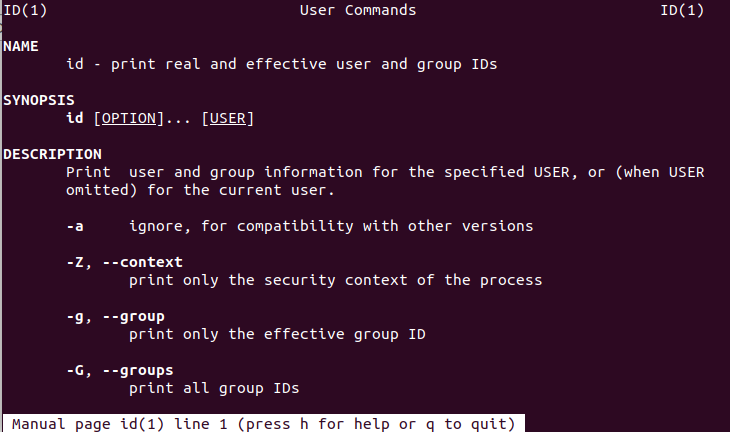 ID(1) User Commands ID(1)
NAME
id - print real and effective user and group IDs
SYNOPSIS
id [OPTION]... [USER]
DESCRIPTION
Print user and group information for the specified USER, or (when USER
omitted) for the current user.
-a ignore, for compatibility with other versions
-Z, --context
print only the security context of the process
-g, --group
print only the effective group ID
-G, --groups
print all group IDs
Manual page id(1) line 1 (press h for help or q to quit)